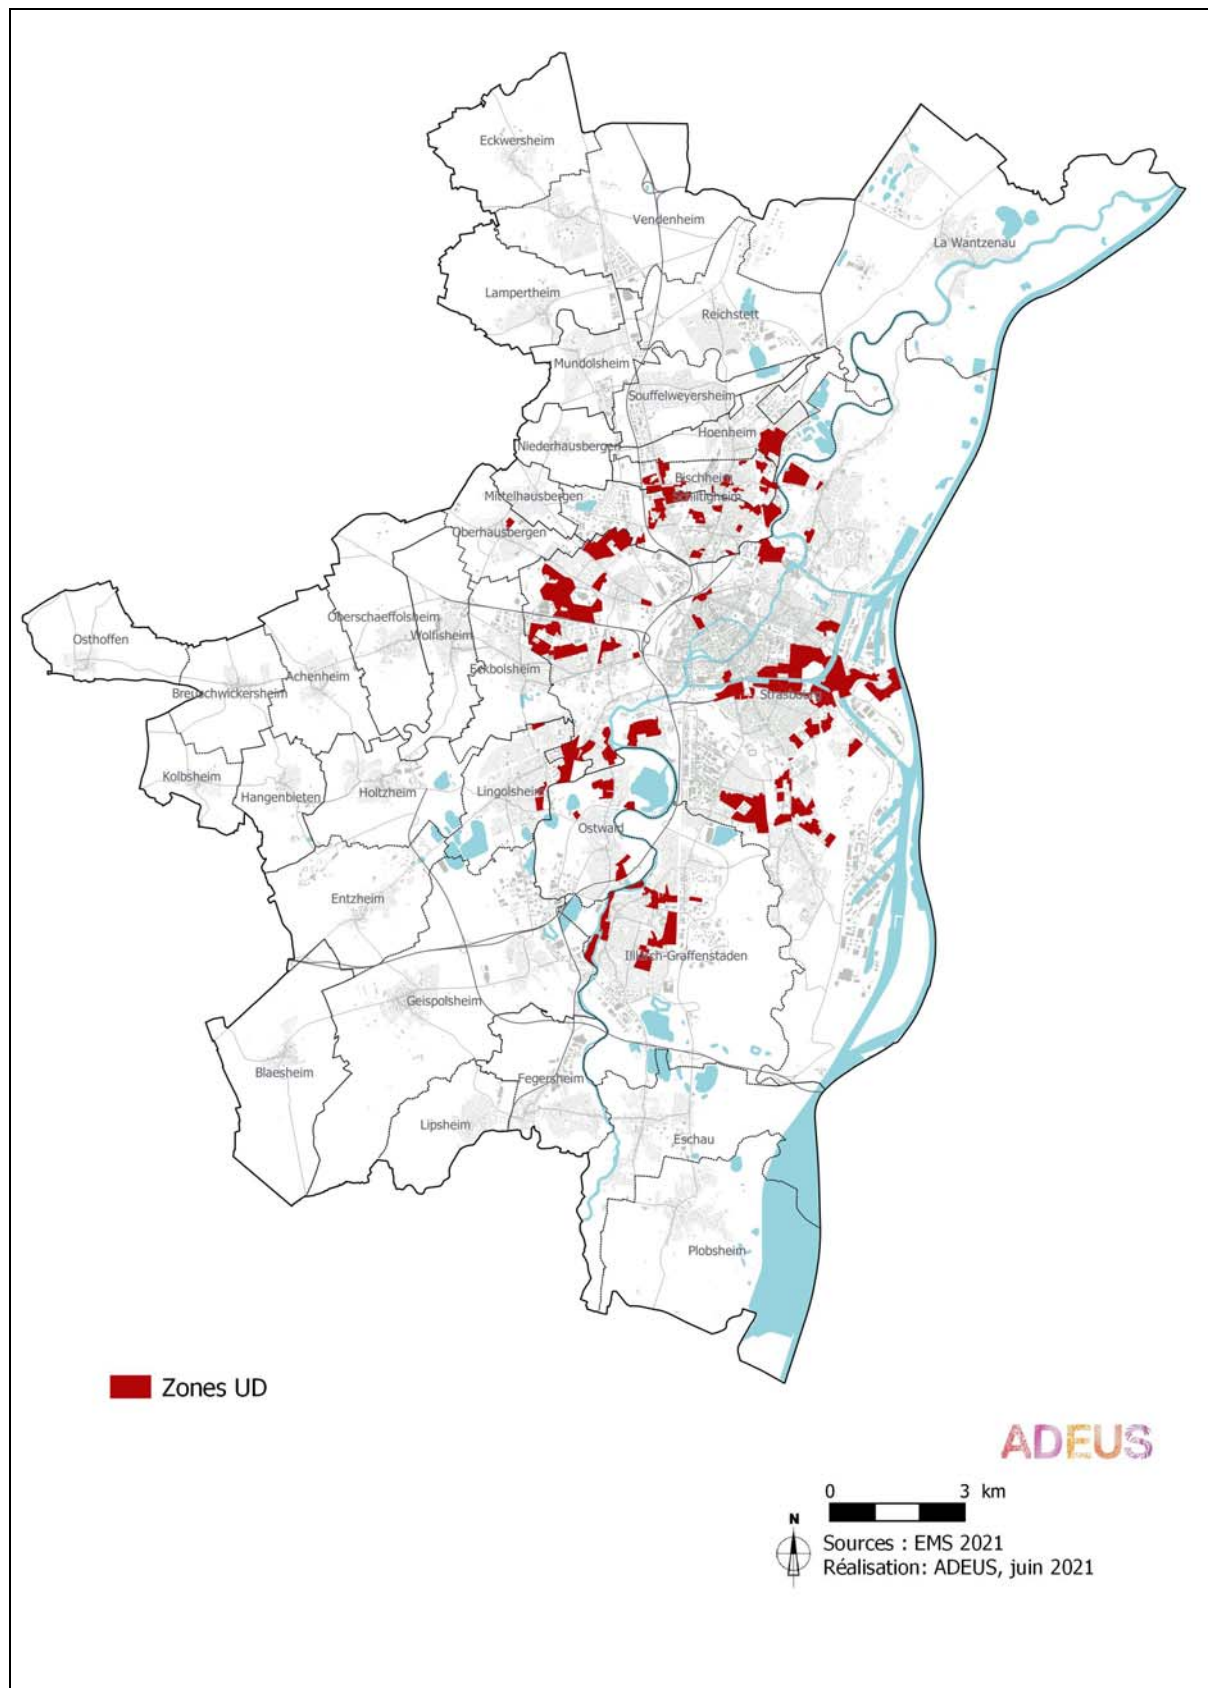 Eckwersheim
Vendenheim
La Wantzenau
Lampertheim
Reichstett
Mundolsheim
Souffelweyersheim
Hoenheim
Niederhausbergen
Bischheim
Mittelhausbergen
Schiltigheim
Oberhausbergen
Oberschaeffolsheim
Wolfisheim
Osthoffen
Eckbolsheim
Achenheim
Breuschwickersheim
Strasbourg
Kolbsheim
Hangenbieten
Holtzheim
Lingolsheim
Ostwald
Entzheim
Illkirch-Graffenstaden
Geispolsheim
Blaesheim
Fegersheim
Lipsheim
Eschau
Plobsheim
Zones UD
ADEUS
0 3 km
N
Sources : EMS 2021
Réalisation: ADEUS, juin 2021